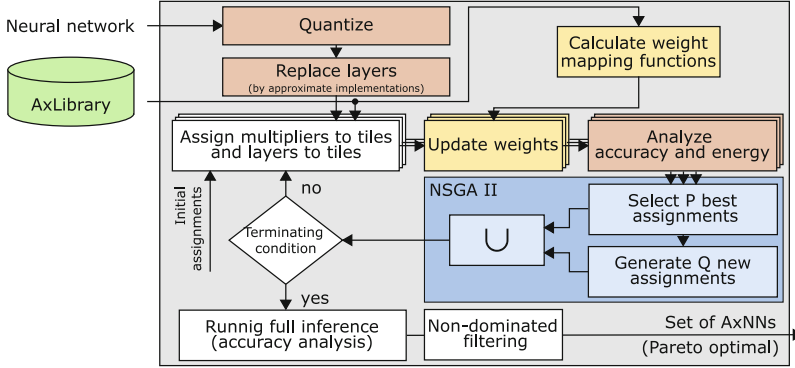 Neural network
Quantize
Replace layers
(by approximate implementations)
Calculate weight
mapping functions
AxLibrary
Assign multipliers to tiles
and layers to tiles
Update weights
Analyze
accuracy and energy
Initial
assignments
no
Terminating
condition
yes
NSGA II
Select P best
assignments
∪
Generate Q new
assignments
Runnig full inference
(accuracy analysis)
Non-dominated
filtering
Set of AxNNs
(Pareto optimal)